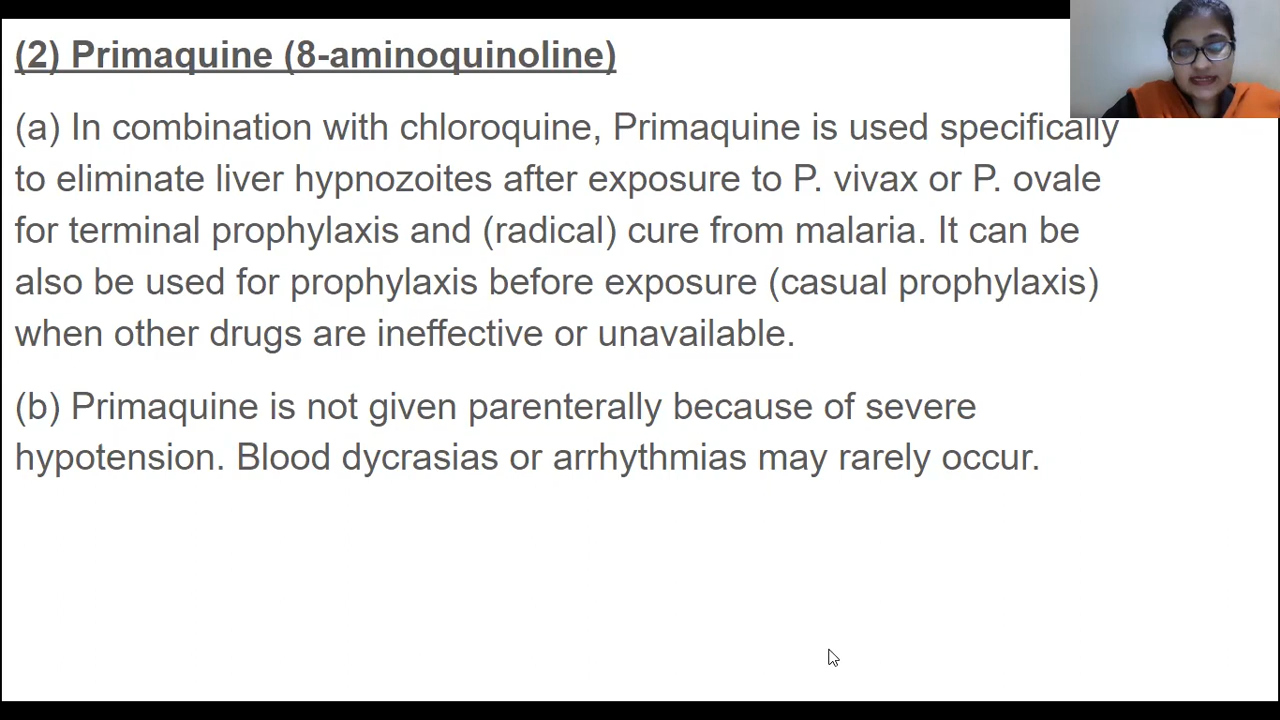 (2) Primaquine (8-aminoquinoline)
(a) In combination with chloroquine, Primaquine is used specifically
to eliminate liver hypnozoites after exposure to P. vivax or P. ovale
for terminal prophylaxis and (radical) cure from malaria. It can be
also be used for prophylaxis before exposure (casual prophylaxis)
when other drugs are ineffective or unavailable.
(b) Primaquine is not given parenterally because of severe
hypotension. Blood dycrasias or arrhythmias may rarely occur.